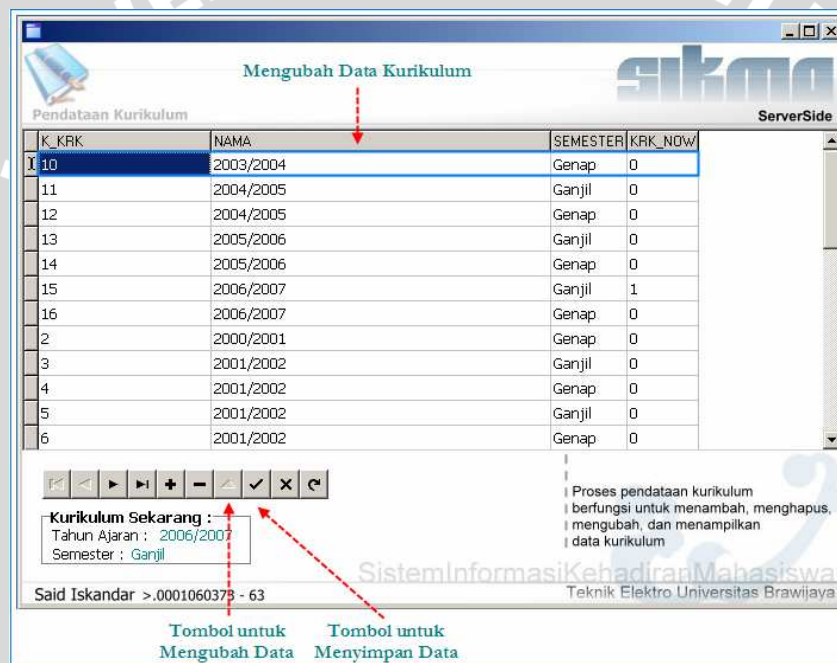 Mengubah Data Kurikulum
sikma
Pendataan Kurikulum
ServerSide
K_KRK NAMA SEMESTER KRK_NOW
10 2003/2004 Genap 0
11 2004/2005 Ganjil 0
12 2004/2005 Genap 0
13 2005/2006 Ganjil 0
14 2005/2006 Genap 0
15 2006/2007 Ganjil 1
16 2006/2007 Genap 0
2 2000/2001 Genap 0
3 2001/2002 Ganjil 0
4 2001/2002 Genap 0
5 2001/2002 Ganjil 0
6 2001/2002 Genap 0
Kurikulum Sekarang :
Tahun Ajaran : 2006/2007
Semester : Ganjil
Proses pendataan kurikulum
berfungsi untuk menambah, menghapus,
mengubah, dan menampilkan
data kurikulum
SistemInformasiKehadiranMahasiswa
Said Iskandar >.0001060373 - 63
Teknik Elektro Universitas Brawijaya
Tombol untuk
Mengubah Data
Tombol untuk
Menyimpan Data